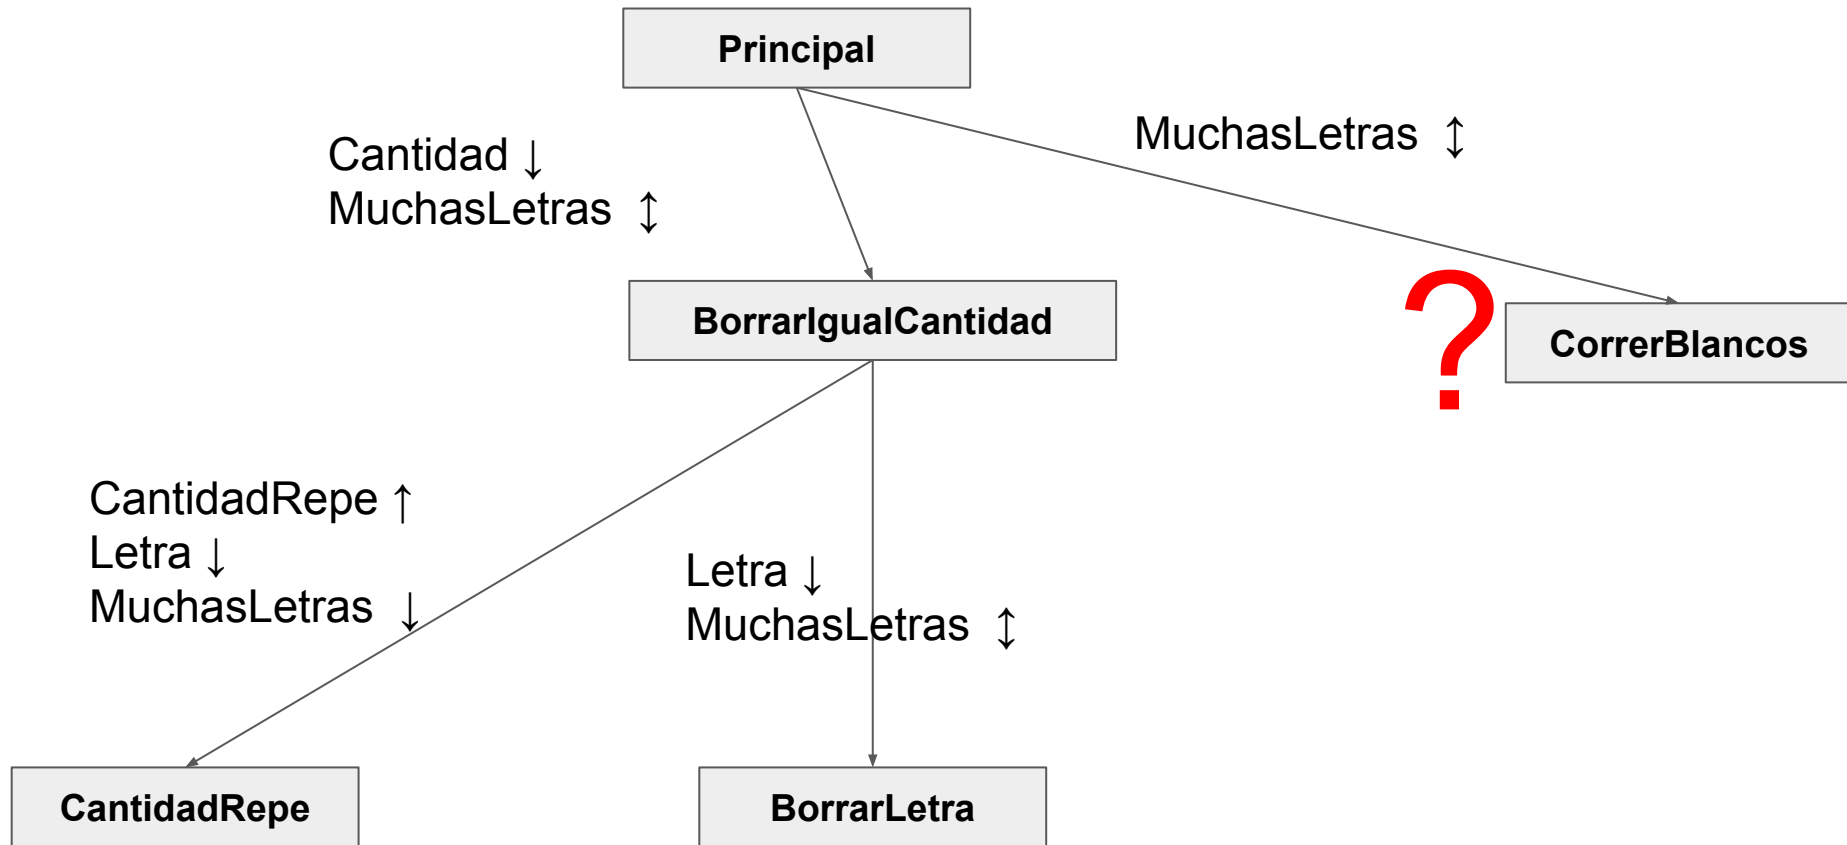 Principal
Cantidad ↓
MuchasLetras ↕
MuchasLetras ↕
BorrarIgualCantidad
?
CorrerBlancos
CantidadRepe ↑
Letra ↓
MuchasLetras ↓
Letra ↓
MuchasLetras ↕
CantidadRepe
BorrarLetra